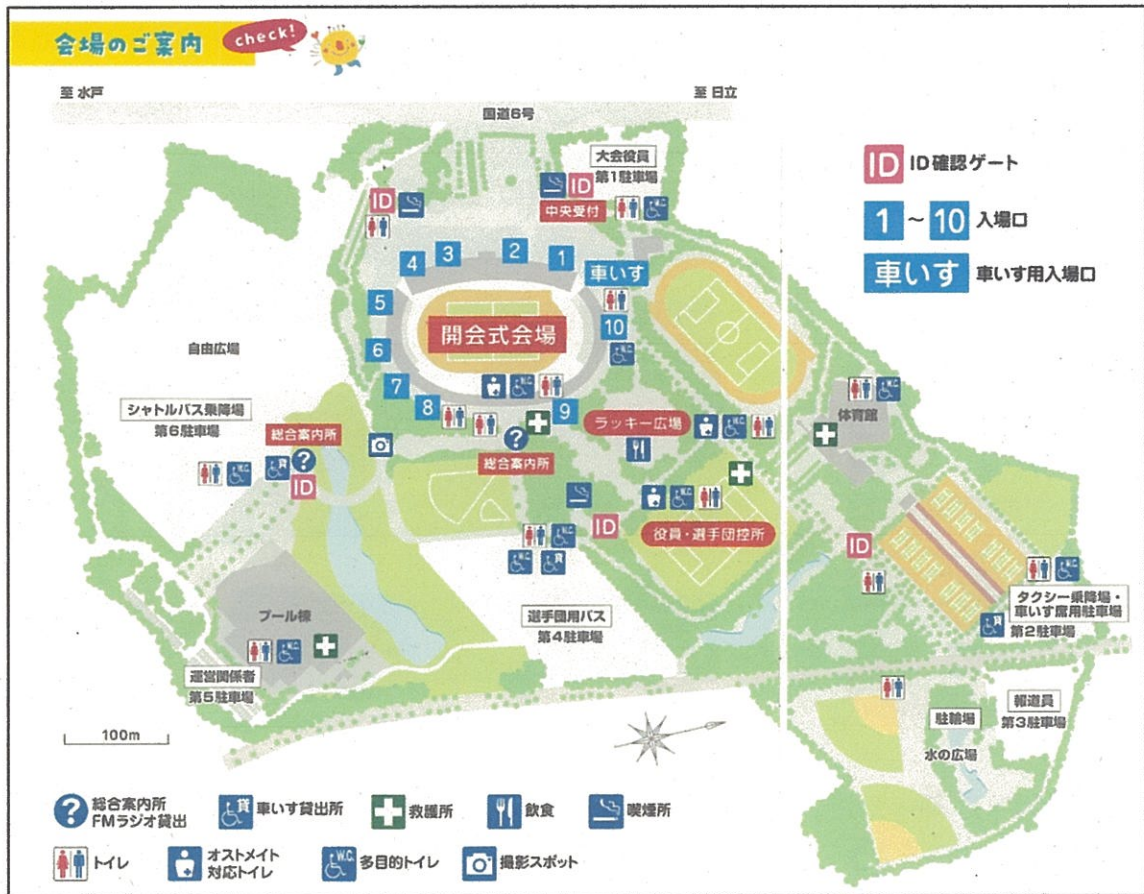 会場のご案内
check!
至 水戸
至 日立
国道6号
大会役員
第1駐車場
ID
ID
中央受付
W.C.
ID ID確認ゲート
1 ～ 10 入場口
車いす 車いす用入場口
4
3
2
1
車いす
5
開会式会場
10
W.C.
自由広場
6
7
W.C.
8
9
ラッキー広場
W.C.
W.C.
体育館
シャトルバス乗降場
第6駐車場
総合案内所
?
総合案内所
?
W.C.
貸
ID
W.C.
役員・選手団控所
ID
W.C.
W.C.
貸
ID
W.C.
タクシー乗降場・
車いす席用駐車場
第2駐車場
貸
プール棟
W.C.
選手団用バス
第4駐車場
運営関係者
第5駐車場
報道員
第3駐車場
駐輪場
水の広場
100m
? 総合案内所
FMラジオ貸出
貸 車いす貸出所
救護所
飲食
喫煙所
トイレ
オストメイト
対応トイレ
W.C. 多目的トイレ
撮影スポット